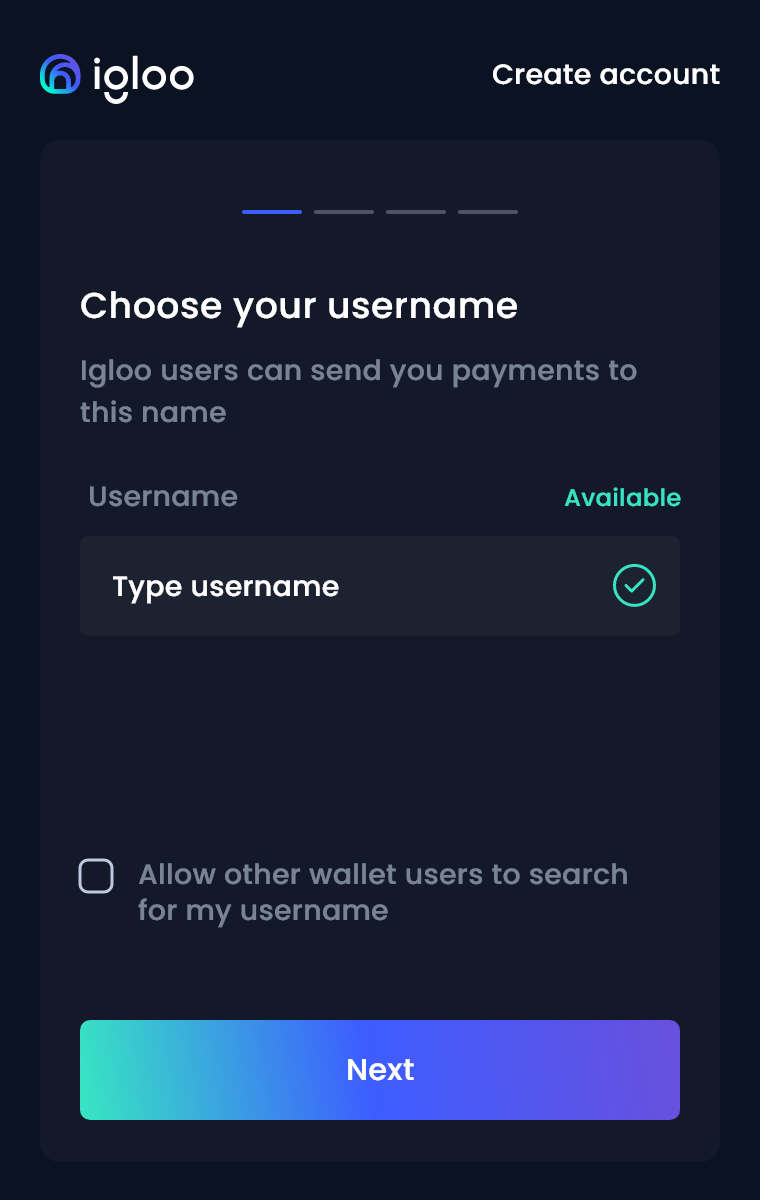 igloo
Create account
Choose your username
Igloo users can send you payments to
this name
Username
Available
Type username
Allow other wallet users to search
for my username
Next